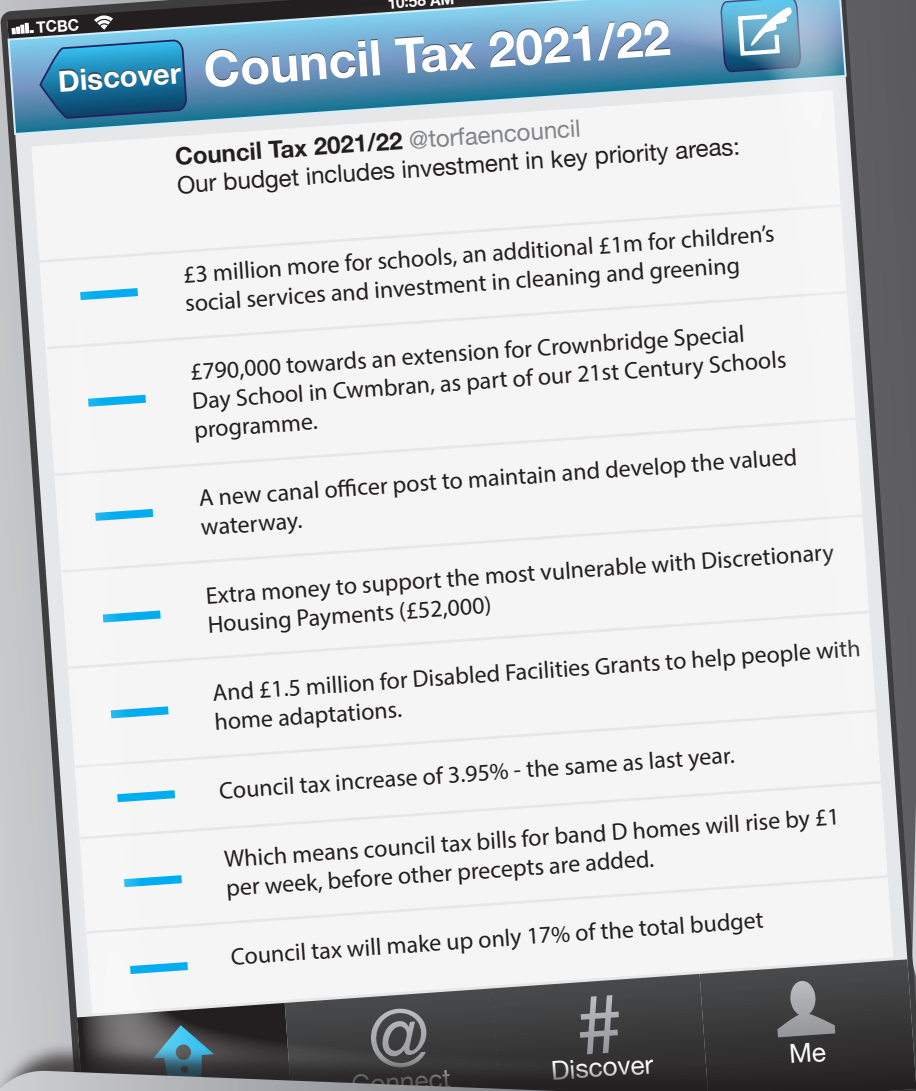 TCBC
10:58 AM
Discover
Council Tax 2021/22
Council Tax 2021/22 @torfaencouncil
Our budget includes investment in key priority areas:
£3 million more for schools, an additional £1m for children's
social services and investment in cleaning and greening
£790,000 towards an extension for Crownbridge Special
Day School in Cwmbran, as part of our 21st Century Schools
programme.
A new canal officer post to maintain and develop the valued
waterway.
Extra money to support the most vulnerable with Discretionary
Housing Payments (£52,000)
And £1.5 million for Disabled Facilities Grants to help people with
home adaptations.
Council tax increase of 3.95% - the same as last year.
Which means council tax bills for band D homes will rise by £1
per week, before other precepts are added.
Council tax will make up only 17% of the total budget
@
#
Connect
Discover
Me